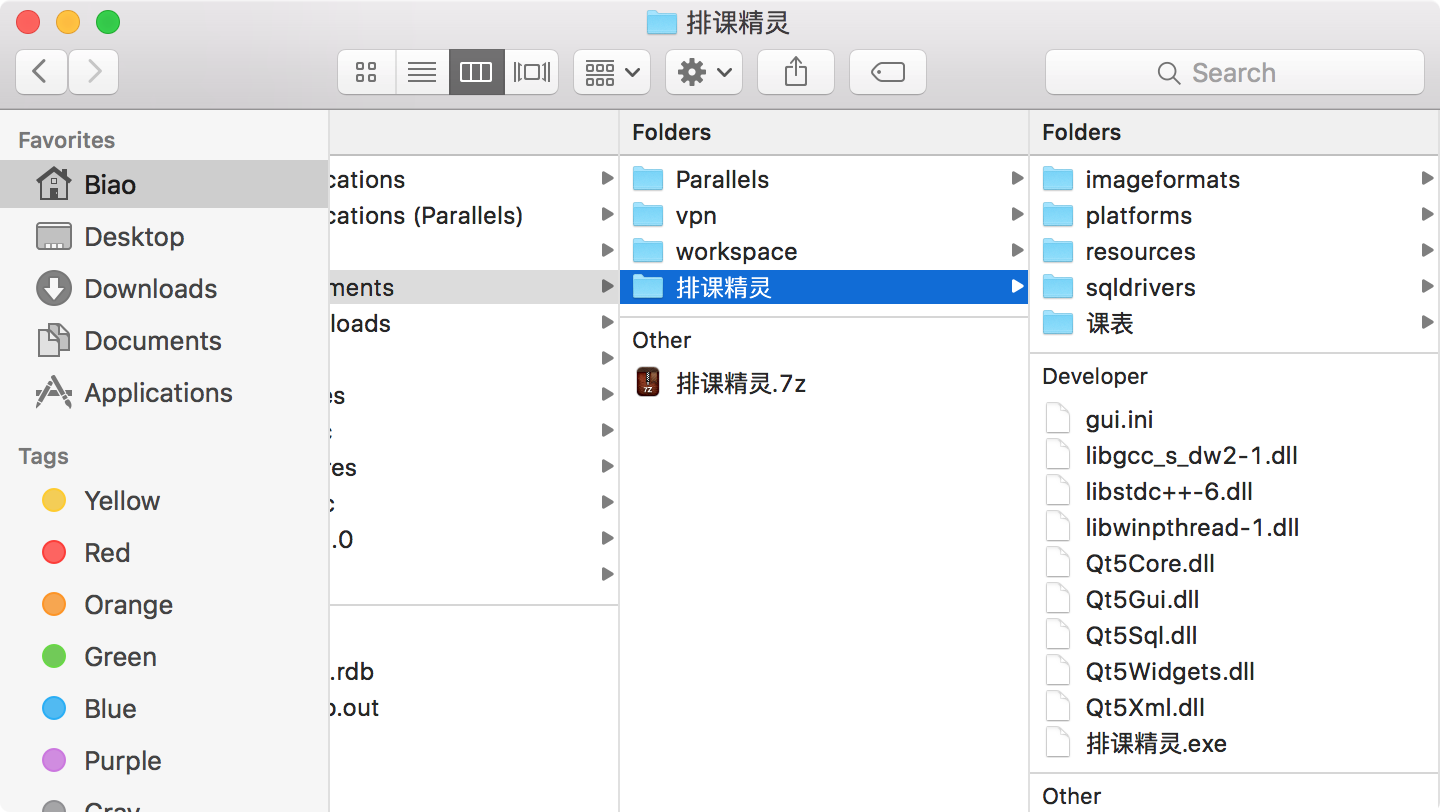 排课精灵
Search
Favorites
Biao
Desktop
Downloads
Documents
Applications
Tags
Yellow
Red
Orange
Green
Blue
Purple
cations
cations (Parallels)
ments
loads
es
res
.0
.rdb
.out
Folders
Parallels
vpn
workspace
排课精灵
Other
7Z
排课精灵.7z
Folders
imageformats
platforms
resources
sqldrivers
课表
Developer
gui.ini
libgcc_s_dw2-1.dll
libstdc++-6.dll
libwinpthread-1.dll
Qt5Core.dll
Qt5Gui.dll
Qt5Sql.dll
Qt5Widgets.dll
Qt5Xml.dll
排课精灵.exe
Other